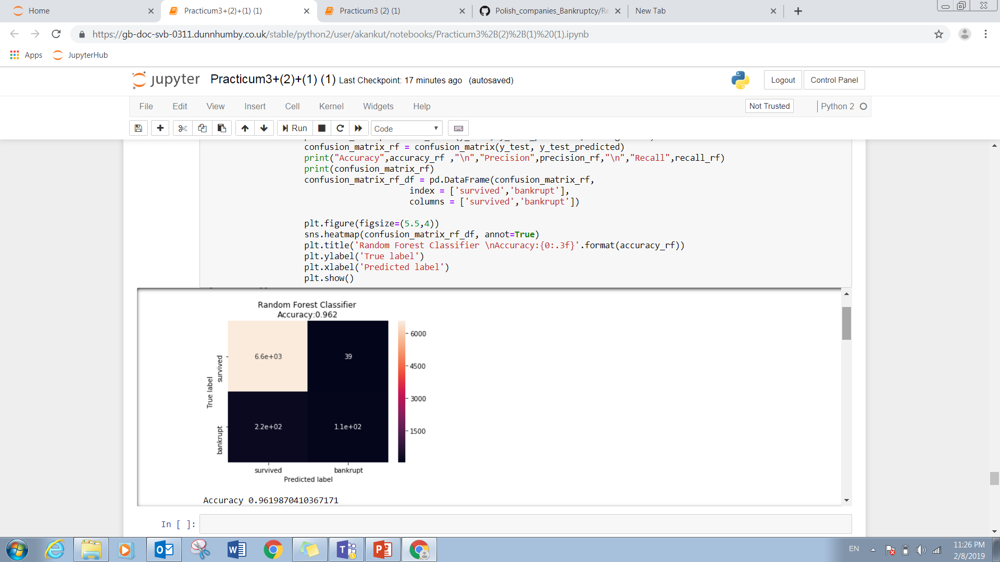 Home
Practicum3+(2)+(1) (1)
Practicum3 (2) (1)
Polish_companies_Bankruptcy/Re
New Tab
https://gb-doc-svb-0311.dunnhumby.co.uk/stable/python2/user/akankut/notebooks/Practicum3%2B(2)%2B(1)%20(1).ipynb
Apps
JupyterHub
jupyter
Practicum3+(2)+(1) (1) Last Checkpoint: 17 minutes ago (autosaved)
Logout
Control Panel
File Edit View Insert Cell Kernel Widgets Help
Not Trusted
Python 2
Run
Code
confusion_matrix_rf = confusion_matrix(y_test, y_test_predicted)
print("Accuracy",accuracy_rf ,"\n","Precision",precision_rf,"\n","Recall",recall_rf)
print(confusion_matrix_rf)
confusion_matrix_rf_df = pd.DataFrame(confusion_matrix_rf,
index = ['survived','bankrupt'],
columns = ['survived','bankrupt'])
plt.figure(figsize=(5.5,4))
sns.heatmap(confusion_matrix_rf_df, annot=True)
plt.title('Random Forest Classifier \nAccuracy:{0:.3f}'.format(accuracy_rf))
plt.ylabel('True label')
plt.xlabel('Predicted label')
plt.show()
Random Forest Classifier
Accuracy:0.962
True label
survived
bankrupt
6.6e+03
39
2.2e+02
1.1e+02
6000
4500
3000
1500
survived
bankrupt
Predicted label
Accuracy 0.9619870410367171
In [ ]:
EN
11:26 PM
2/8/2019